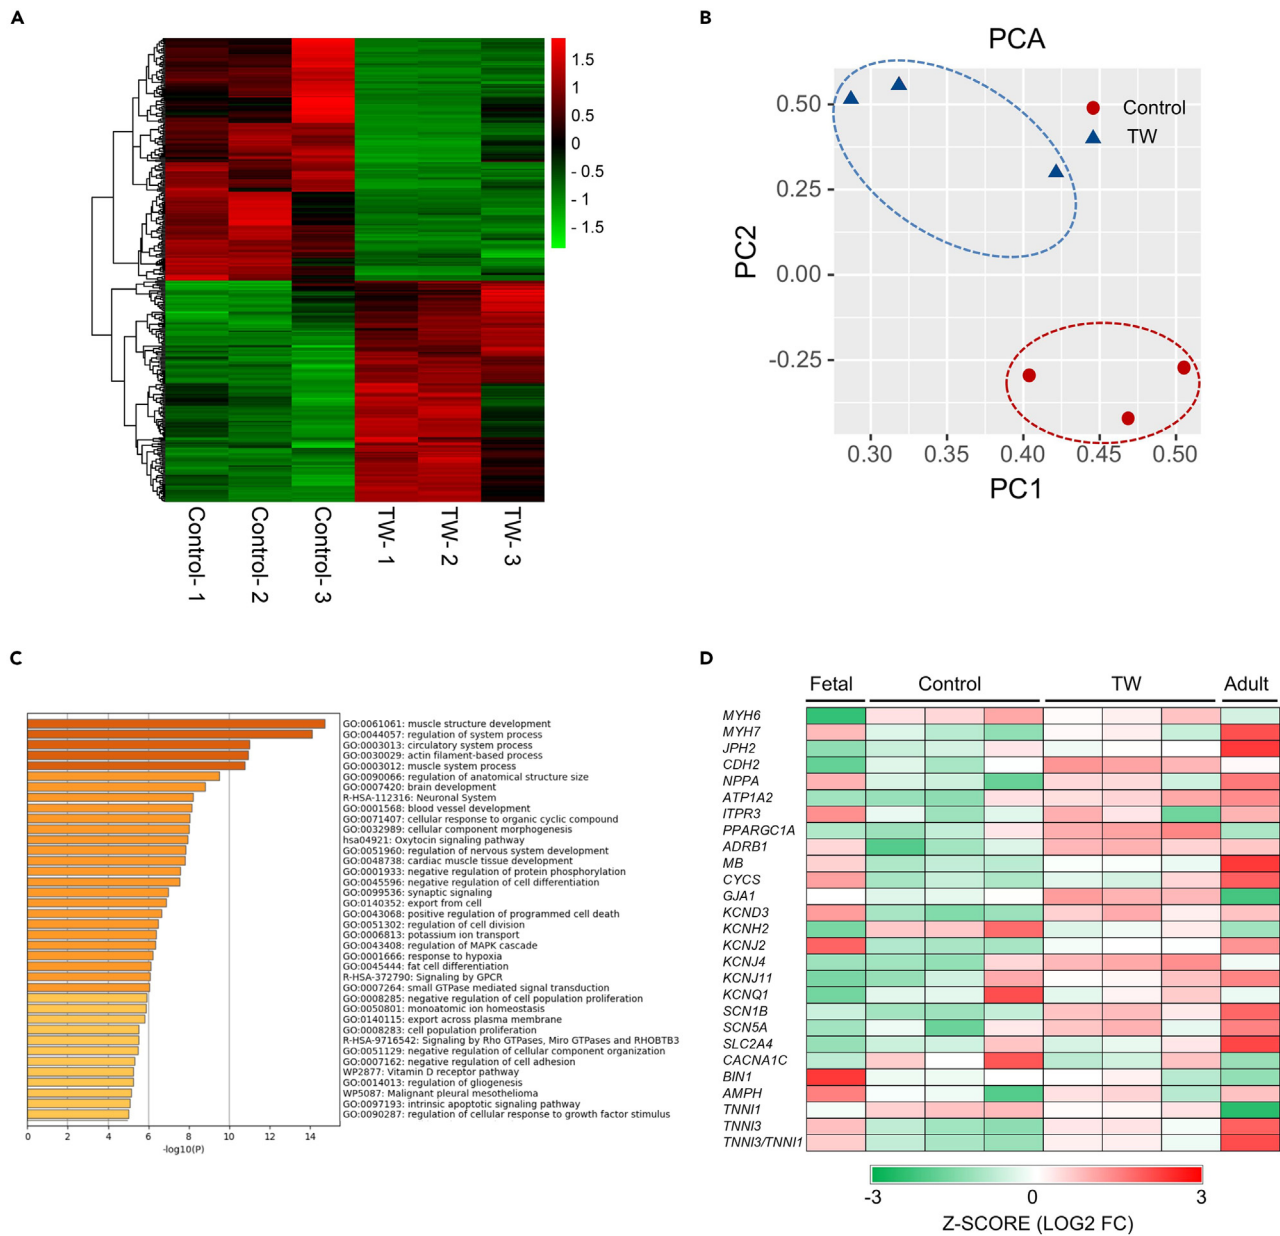 A
1.5
1
0.5
0
- 0.5
- 1
- 1.5
Control- 1
Control- 2
Control- 3
TW- 1
TW- 2
TW- 3
B
PCA
0.50
0.25
0.00
-0.25
PC2
Control
TW
0.30
0.35
0.40
0.45
0.50
PC1
C
GO:0061061: muscle structure development
GO:0044057: regulation of system process
GO:0003013: circulatory system process
GO:0030029: actin filament-based process
GO:0003012: muscle system process
GO:0090066: regulation of anatomical structure size
GO:0007420: brain development
R-HSA-112316: Neuronal System
GO:0001568: blood vessel development
GO:0071407: cellular response to organic cyclic compound
GO:0032989: cellular component morphogenesis
hsa04921: Oxytocin signaling pathway
GO:0051960: regulation of nervous system development
GO:0048738: cardiac muscle tissue development
GO:0001933: negative regulation of protein phosphorylation
GO:0045596: negative regulation of cell differentiation
GO:0099536: synaptic signaling
GO:0140352: export from cell
GO:0043068: positive regulation of programmed cell death
GO:0051302: regulation of cell division
GO:0006813: potassium ion transport
GO:0043408: regulation of MAPK cascade
GO:0001666: response to hypoxia
GO:0045444: fat cell differentiation
R-HSA-372790: Signaling by GPCR
GO:0007264: small GTPase mediated signal transduction
GO:0008285: negative regulation of cell population proliferation
GO:0050801: monoatomic ion homeostasis
GO:0140115: export across plasma membrane
GO:0008283: cell population proliferation
R-HSA-9716542: Signaling by Rho GTPases, Miro GTPases and RHOBTB3
GO:0051129: negative regulation of cellular component organization
GO:0007162: negative regulation of cell adhesion
WP2877: Vitamin D receptor pathway
GO:0014013: regulation of gliogenesis
WP5087: Malignant pleural mesothelioma
GO:0097193: intrinsic apoptotic signaling pathway
GO:0090287: regulation of cellular response to growth factor stimulus
0 2 4 6 8 10 12 14
-log10(P)
D
Fetal Control TW Adult
MYH6
MYH7
JPH2
CDH2
NPPA
ATP1A2
ITPR3
PPARGC1A
ADRB1
MB
CYCS
GJA1
KCND3
KCNH2
KCNJ2
KCNJ4
KCNJ11
KCNQ1
SCN1B
SCN5A
SLC2A4
CACNA1C
BIN1
AMPH
TNNI1
TNNI3
TNNI3/TNNI1
-3 0 3
Z-SCORE (LOG2 FC)